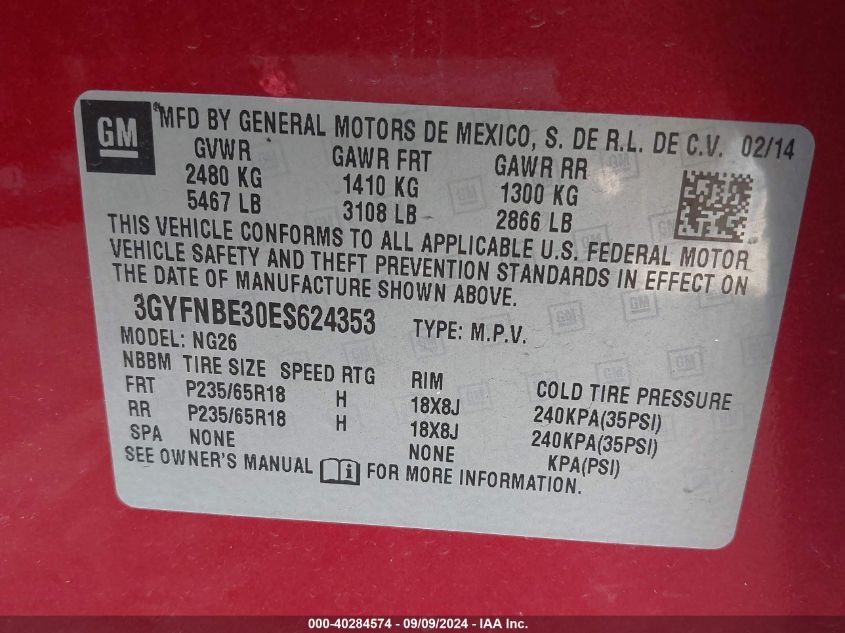 GM
MFD BY GENERAL MOTORS DE MEXICO, S. DE R.L. DE C.V. 02/14
GVWR GAWR FRT GAWR RR
2480 KG 1410 KG 1300 KG
5467 LB 3108 LB 2866 LB
THIS VEHICLE CONFORMS TO ALL APPLICABLE U.S. FEDERAL MOTOR
VEHICLE SAFETY AND THEFT PREVENTION STANDARDS IN EFFECT ON
THE DATE OF MANUFACTURE SHOWN ABOVE.
3GYFNBE30ES624353 TYPE: M.P.V.
MODEL: NG26
NBBM TIRE SIZE SPEED RTG RIM COLD TIRE PRESSURE
FRT P235/65R18 H 18X8J 240KPA(35PSI)
RR P235/65R18 H 18X8J 240KPA(35PSI)
SPA NONE NONE KPA(PSI)
SEE OWNER'S MANUAL i FOR MORE INFORMATION.
000-40284574 - 09/09/2024 - IAA Inc.